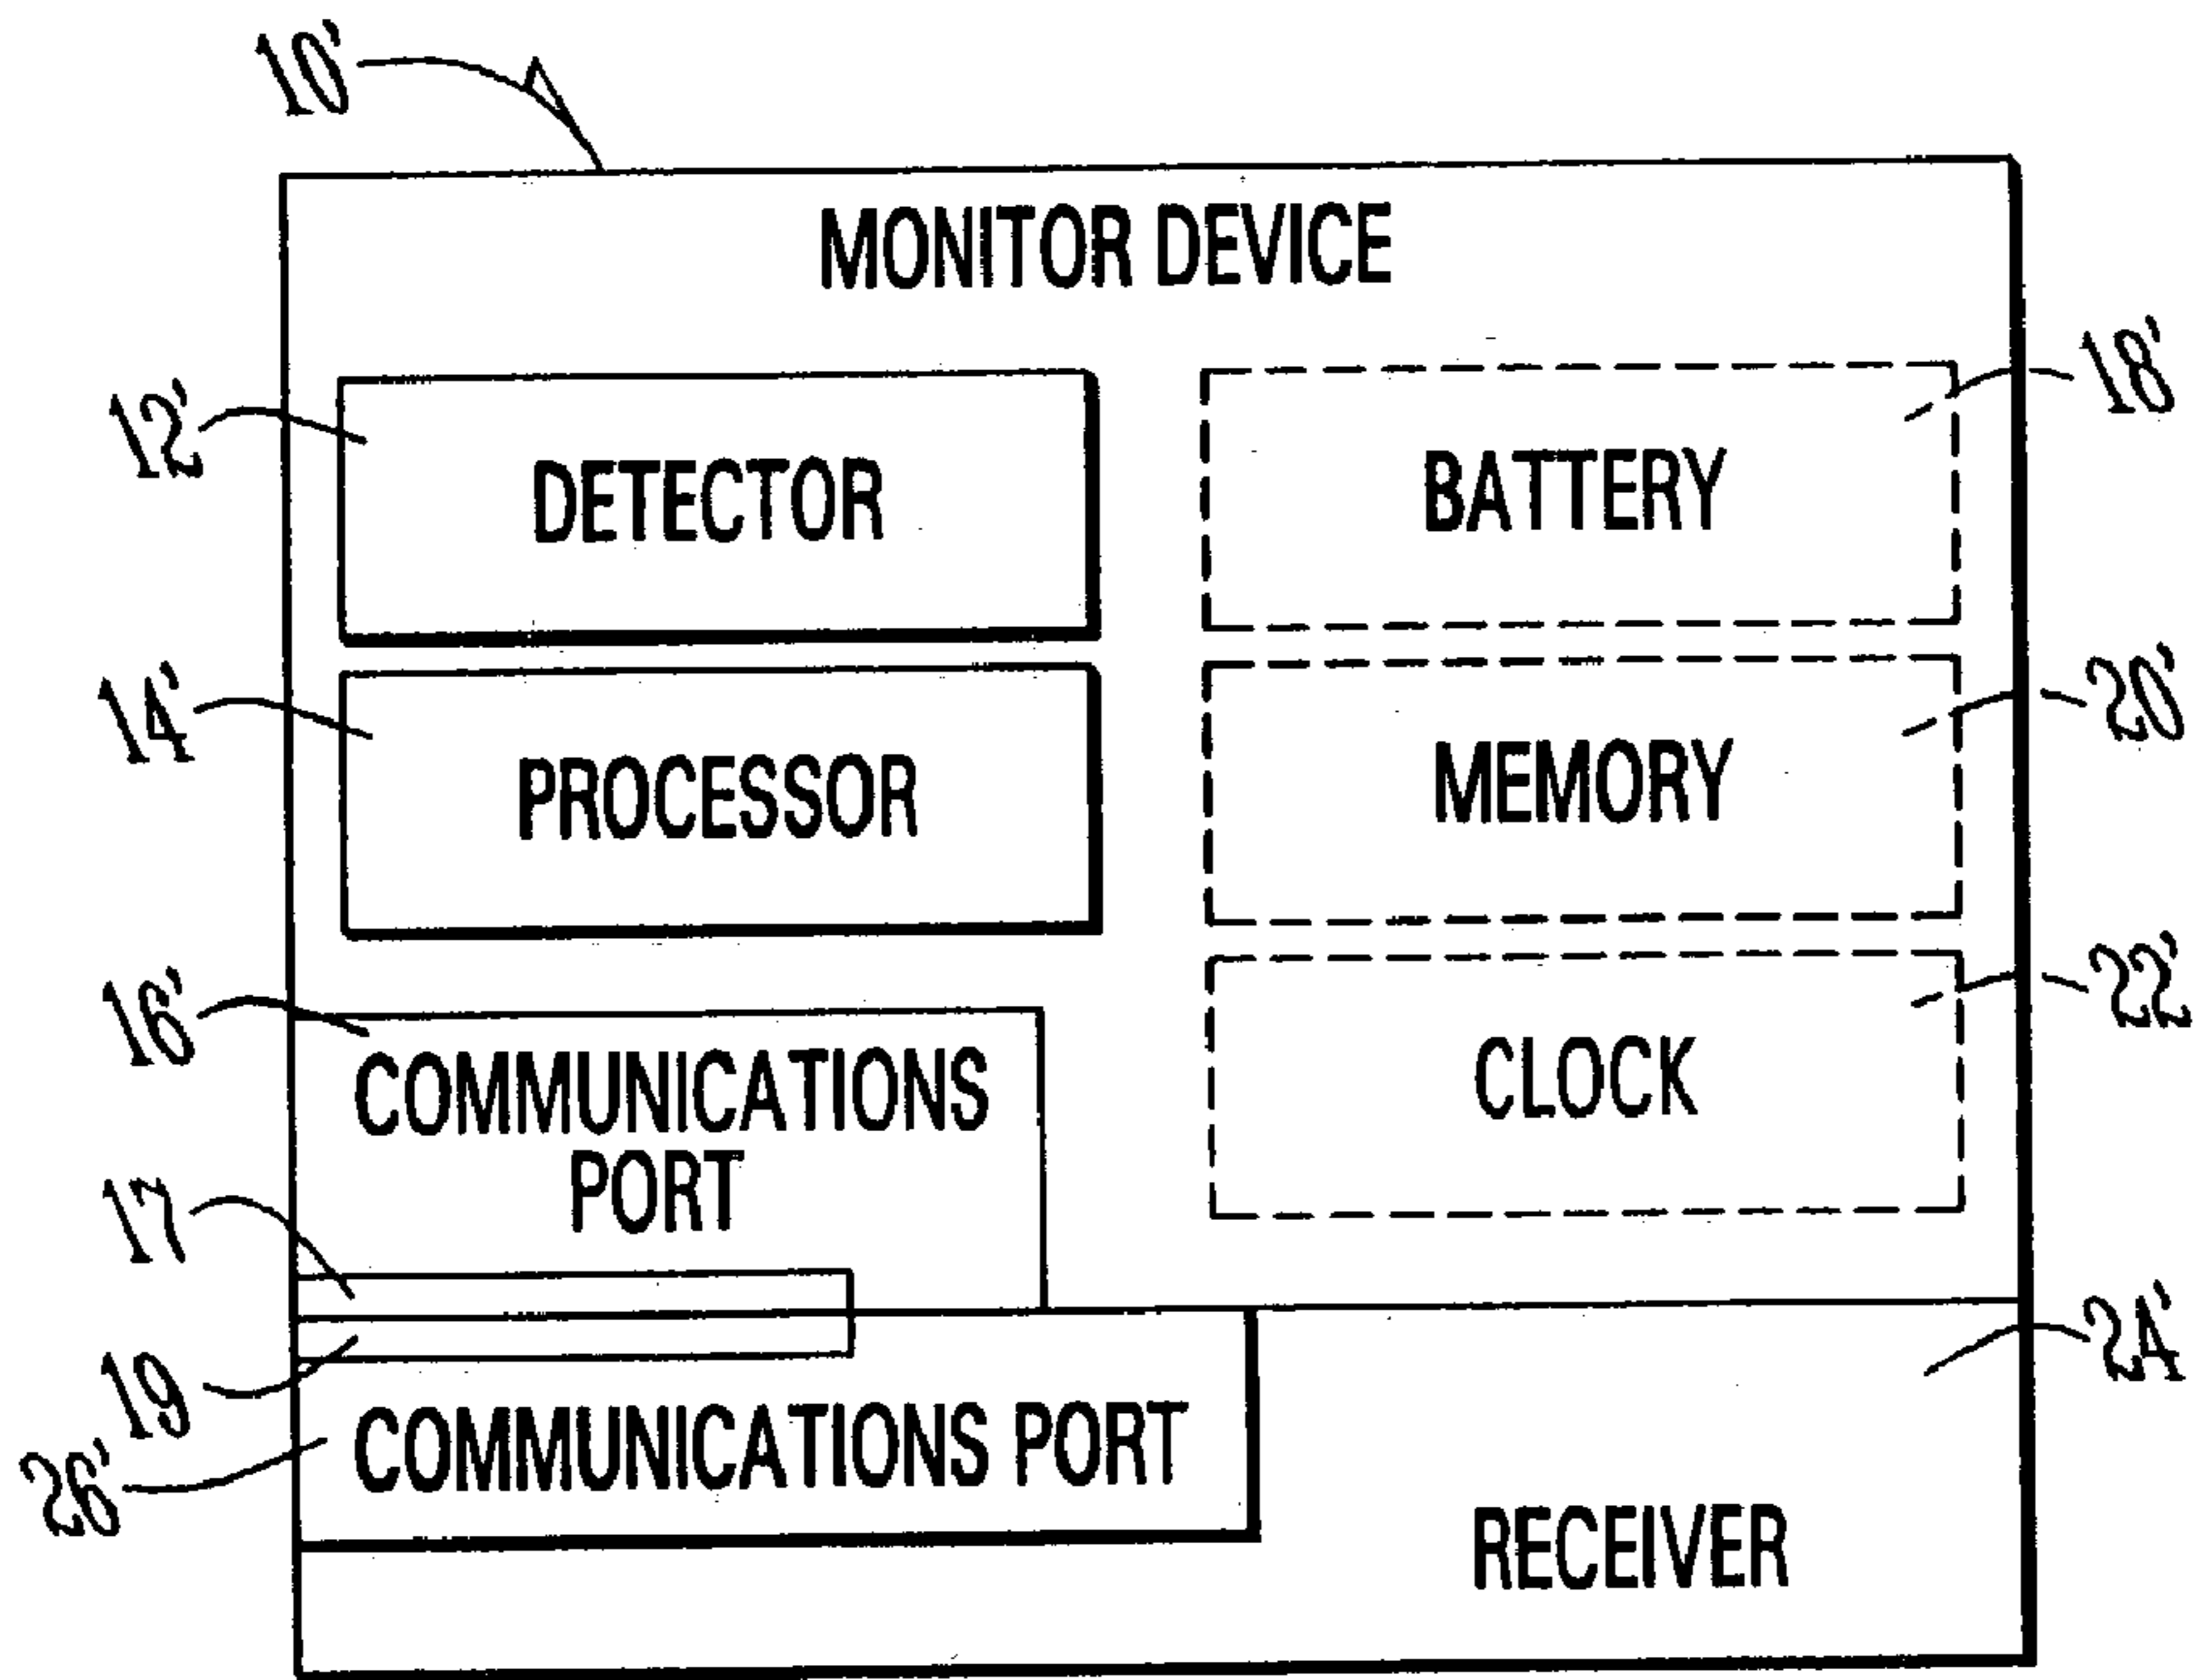 10'
MONITOR DEVICE
12'
DETECTOR
BATTERY
18'
14'
PROCESSOR
MEMORY
20'
16'
COMMUNICATIONS
PORT
CLOCK
22'
17
19
26'
COMMUNICATIONS PORT
24'
RECEIVER